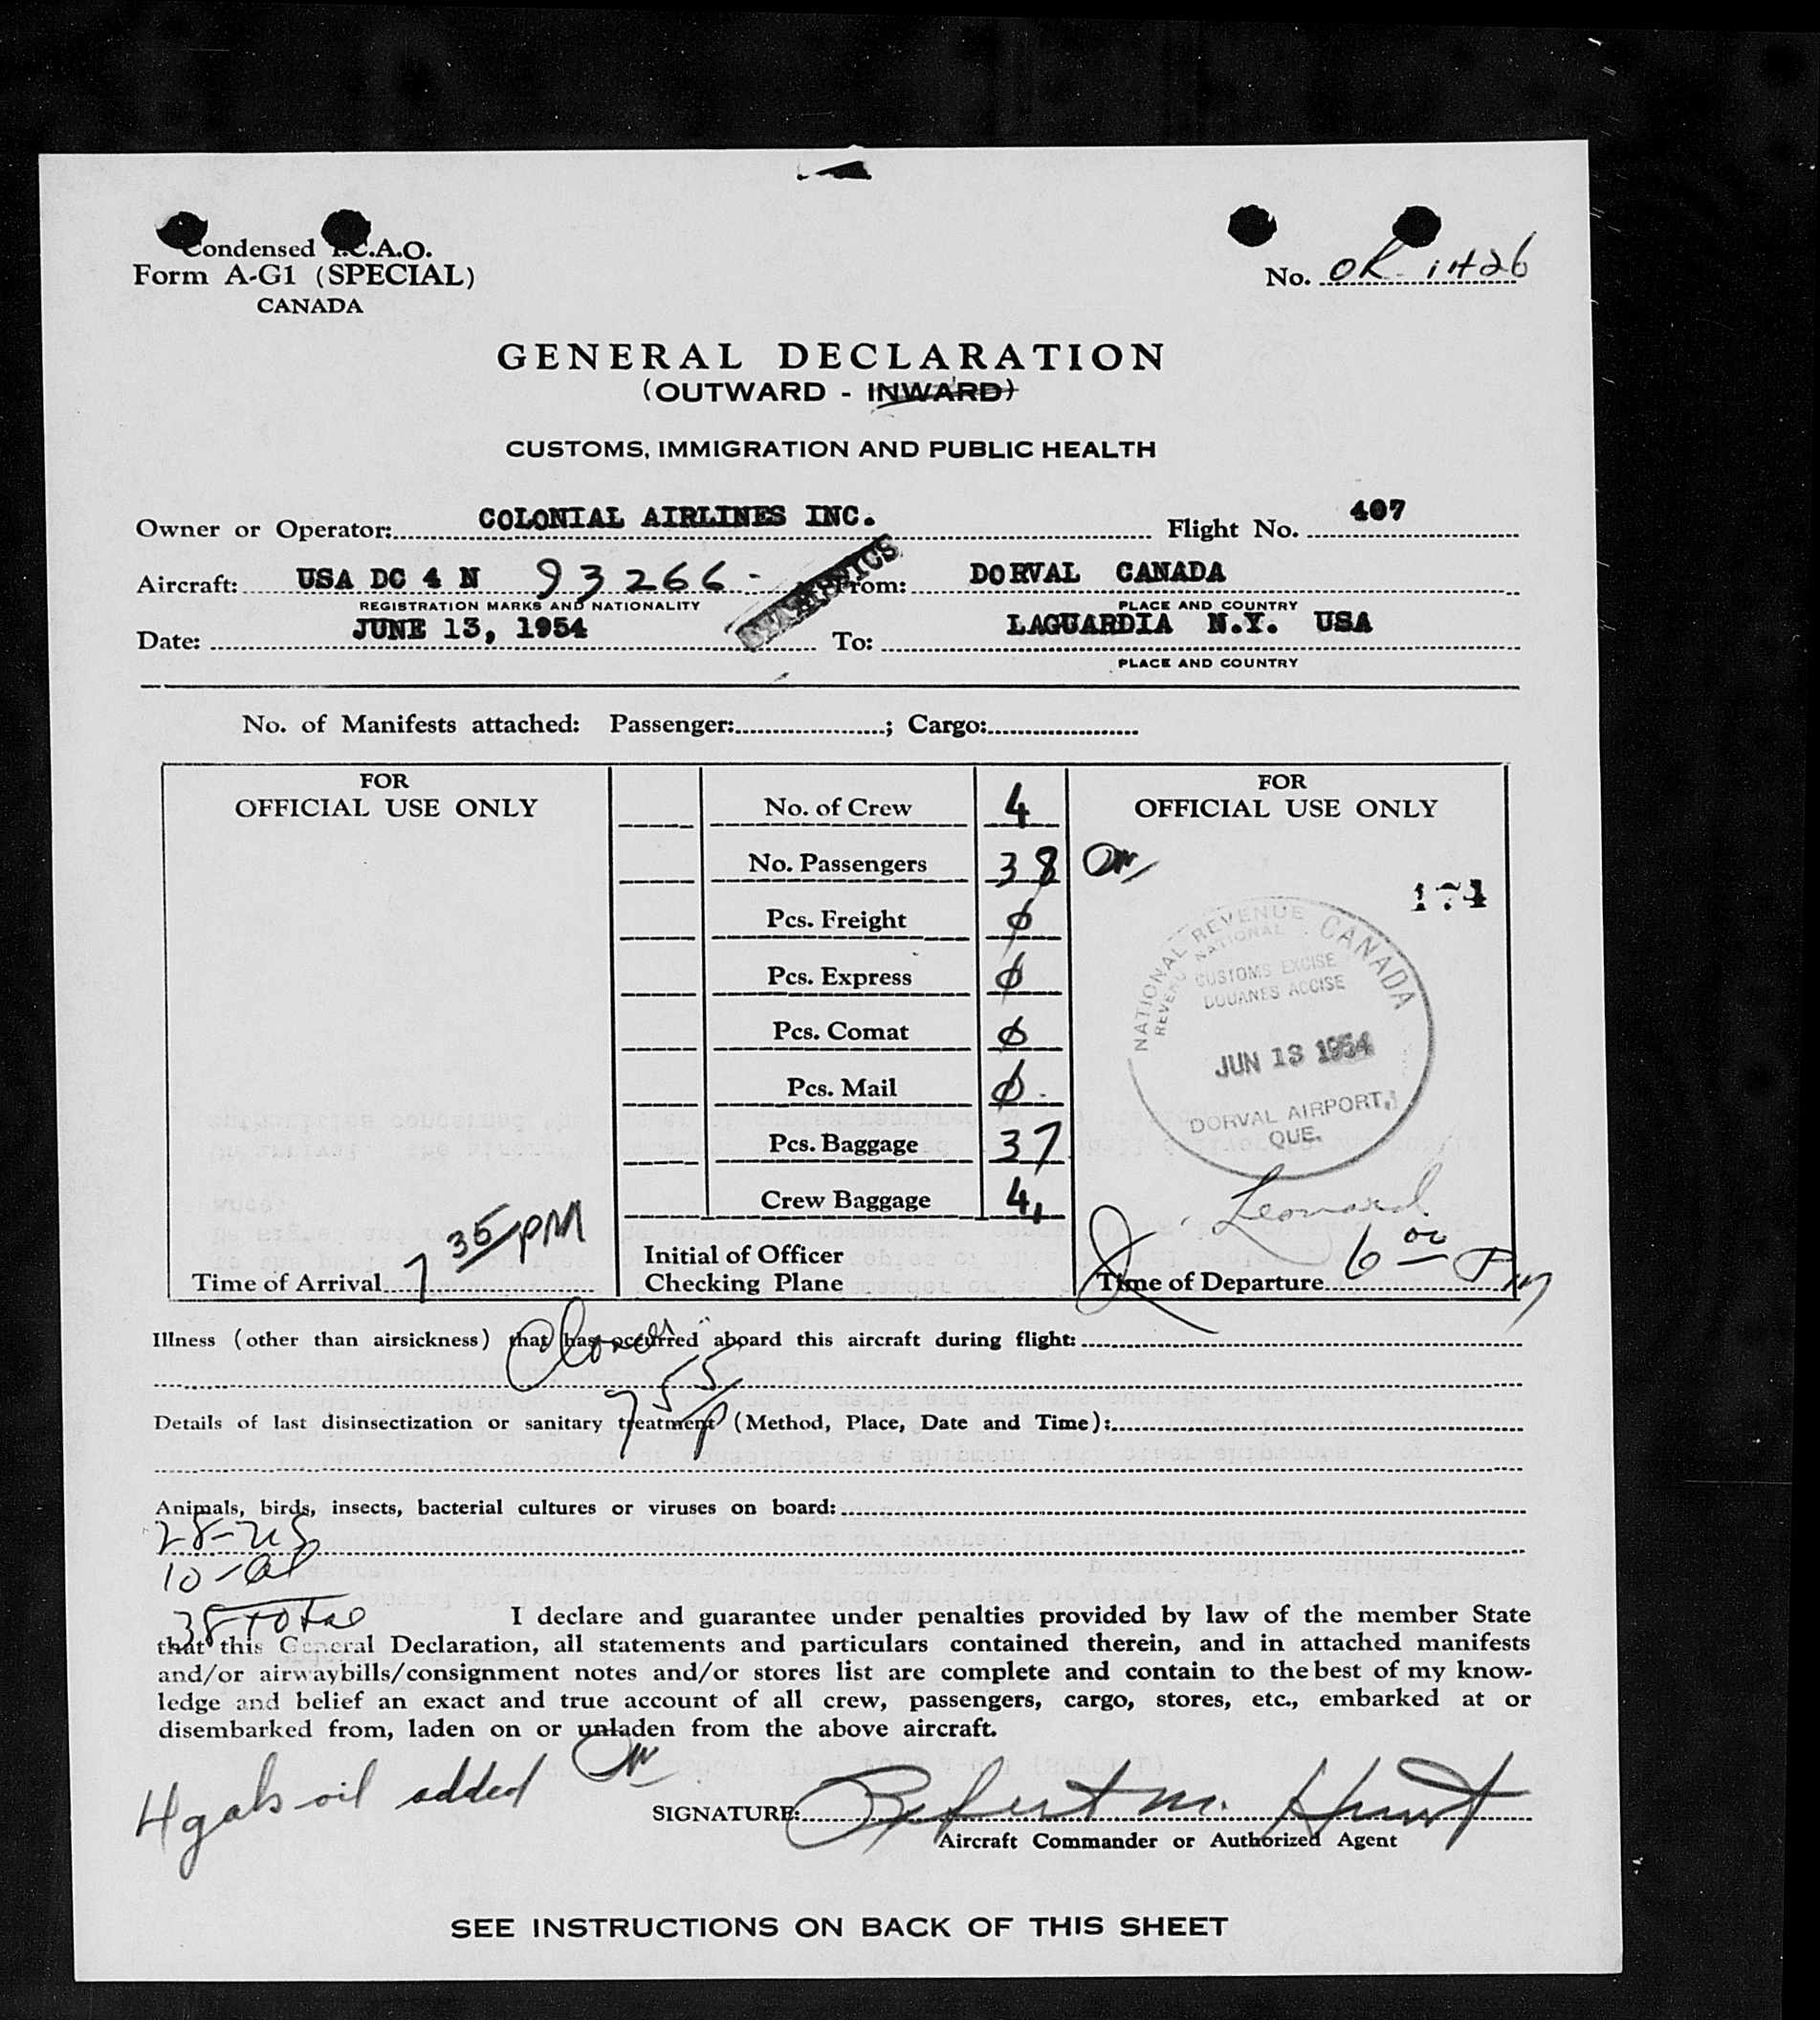 Condensed I.C.A.O.
Form A-G1 (SPECIAL)
CANADA
No. OK 1426
GENERAL DECLARATION
(OUTWARD - INWARD)
CUSTOMS, IMMIGRATION AND PUBLIC HEALTH
Owner or Operator: COLONIAL AIRLINES INC. Flight No. 407
Aircraft: USA DC 4 N 93266 From: DORVAL CANADA
REGISTRATION MARKS AND NATIONALITY PLACE AND COUNTRY
Date: JUNE 13, 1954 To: LAGUARDIA N.Y. USA
PLACE AND COUNTRY
No. of Manifests attached: Passenger: ; Cargo:
FOR
OFFICIAL USE ONLY
No. of Crew 4
No. Passengers 38
Pcs. Freight ϕ
Pcs. Express ϕ
Pcs. Comat ϕ
Pcs. Mail ϕ
Pcs. Baggage 37
Crew Baggage 4
Initial of Officer
Checking Plane
Time of Arrival 7 35 PM
FOR
OFFICIAL USE ONLY
174
NATIONAL REVENUE CANADA
REVENU NATIONAL
CUSTOMS EXCISE
DOUANES ACCISE
JUN 13 1954
DORVAL AIRPORT,
QUE.
Leonard
Time of Departure 6 00 Pm
Illness (other than airsickness) that has occurred aboard this aircraft during flight:
755 P
Details of last disinsectization or sanitary treatment (Method, Place, Date and Time):
Animals, birds, insects, bacterial cultures or viruses on board:
28-US
10-al
38 total
I declare and guarantee under penalties provided by law of the member State
that this General Declaration, all statements and particulars contained therein, and in attached manifests
and/or airwaybills/consignment notes and/or stores list are complete and contain to the best of my know-
ledge and belief an exact and true account of all crew, passengers, cargo, stores, etc., embarked at or
disembarked from, laden on or unladen from the above aircraft.
4 gals oil added
SIGNATURE: Robert M. Hunt
Aircraft Commander or Authorized Agent
SEE INSTRUCTIONS ON BACK OF THIS SHEET